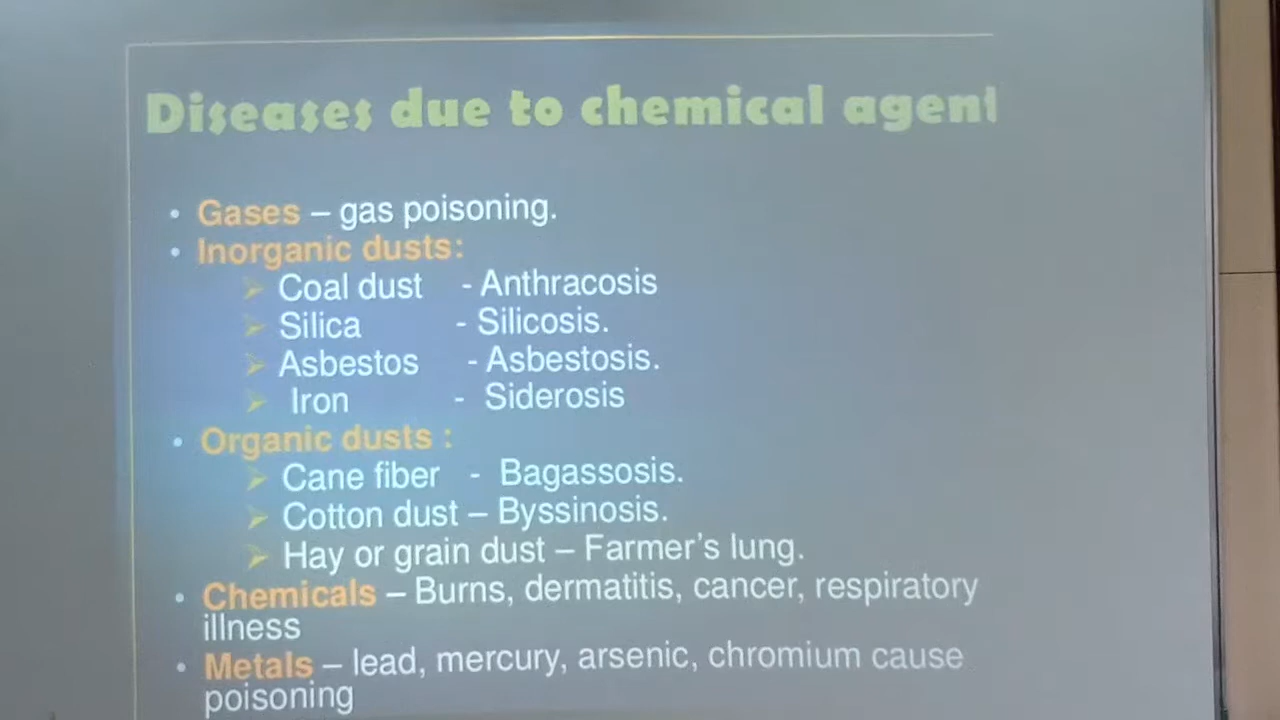 Diseases due to chemical agent
• Gases – gas poisoning.
• Inorganic dusts:
➢ Coal dust - Anthracosis
➢ Silica - Silicosis.
➢ Asbestos - Asbestosis.
➢ Iron - Siderosis
• Organic dusts :
➢ Cane fiber - Bagassosis.
➢ Cotton dust – Byssinosis.
➢ Hay or grain dust – Farmer's lung.
• Chemicals – Burns, dermatitis, cancer, respiratory
illness
• Metals – lead, mercury, arsenic, chromium cause
poisoning